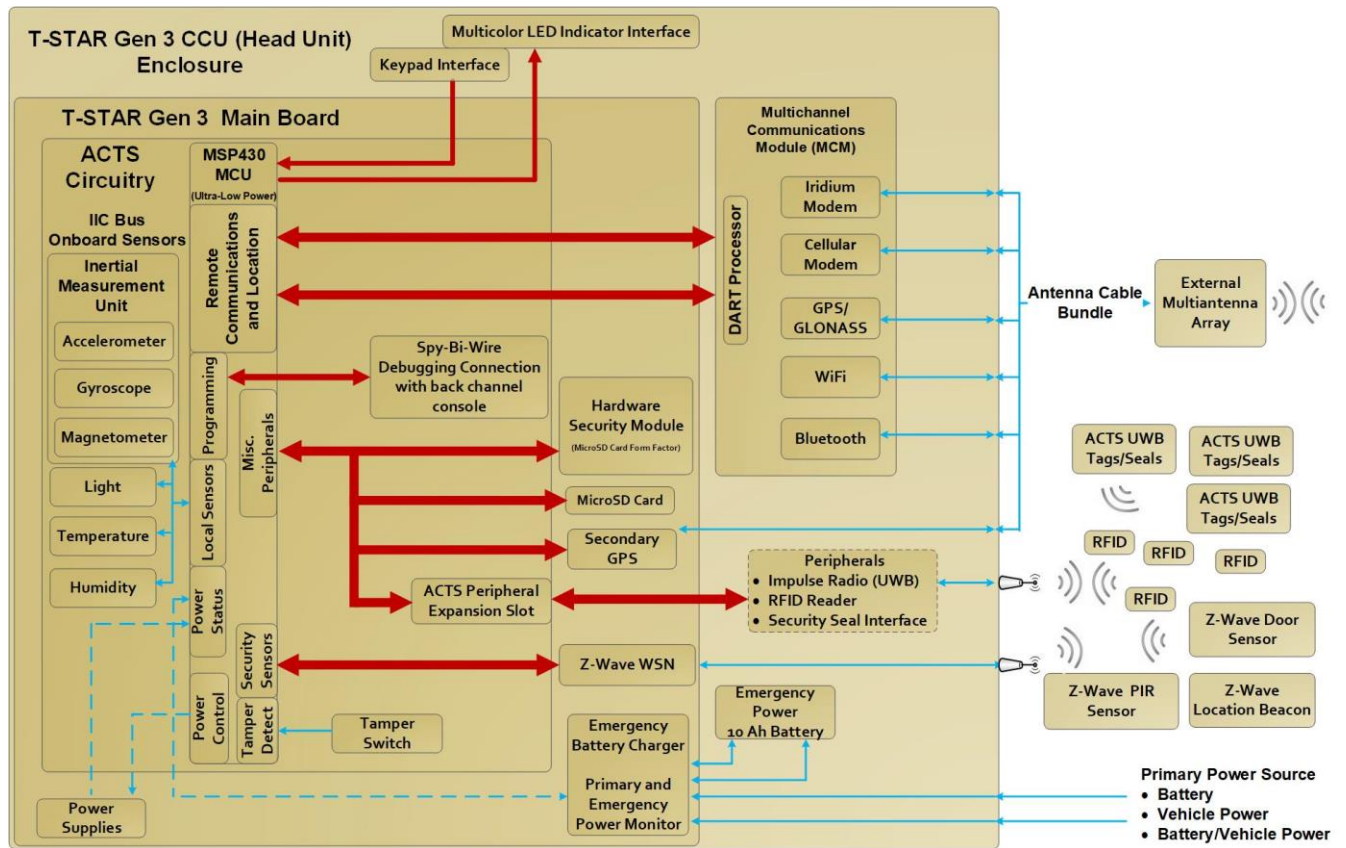 T-STAR Gen 3 CCU (Head Unit)
Enclosure
Multicolor LED Indicator Interface
Keypad Interface
T-STAR Gen 3 Main Board
ACTS
Circuitry
MSP430
MCU
(Ultra-Low Power)
Remote
Communications
and Location
IIC Bus
Onboard Sensors
Inertial
Measurement
Unit
Accelerometer
Gyroscope
Magnetometer
Light
Temperature
Humidity
Programming
Misc.
Peripherals
Local Sensors
Power
Status
Security
Sensors
Power
Control
Tamper
Detect
Power
Supplies
Spy-Bi-Wire
Debugging Connection
with back channel
console
Hardware
Security Module
(MicroSD Card Form Factor)
MicroSD Card
Secondary
GPS
ACTS Peripheral
Expansion Slot
Z-Wave WSN
Tamper
Switch
Emergency
Battery Charger
Primary and
Emergency
Power Monitor
Multichannel
Communications
Module (MCM)
DART Processor
Iridium
Modem
Cellular
Modem
GPS/
GLONASS
WiFi
Bluetooth
Peripherals
• Impulse Radio (UWB)
• RFID Reader
• Security Seal Interface
Emergency
Power
10 Ah Battery
Antenna Cable
Bundle
External
Multiantenna
Array
ACTS UWB
Tags/Seals
ACTS UWB
Tags/Seals
ACTS UWB
Tags/Seals
RFID
RFID
RFID
RFID
Z-Wave Door
Sensor
Z-Wave PIR
Sensor
Z-Wave
Location Beacon
Primary Power Source
• Battery
• Vehicle Power
• Battery/Vehicle Power